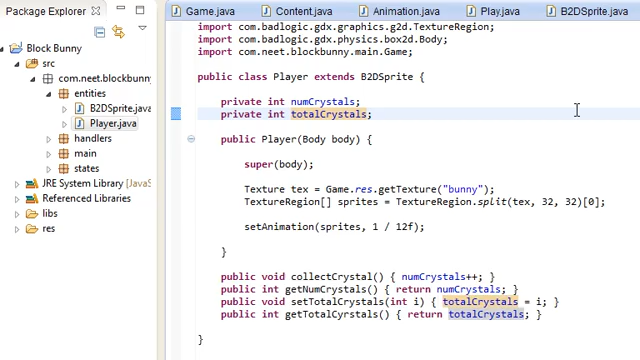 Package Explorer
Game.java
Content.java
Animation.java
Play.java
B2DSprite.java
Block Bunny
src
com.neet.blockbunny
entities
B2DSprite.java
Player.java
handlers
main
states
JRE System Library [JavaS
Referenced Libraries
libs
res
import com.badlogic.gdx.graphics.g2d.TextureRegion;
import com.badlogic.gdx.physics.box2d.Body;
import com.neet.blockbunny.main.Game;
public class Player extends B2DSprite {
private int numCrystals;
private int totalCrystals;
public Player(Body body) {
super(body);
Texture tex = Game.res.getTexture("bunny");
TextureRegion[] sprites = TextureRegion.split(tex, 32, 32)[0];
setAnimation(sprites, 1 / 12f);
}
public void collectCrystal() { numCrystals++; }
public int getNumCrystals() { return numCrystals; }
public void setTotalCrystals(int i) { totalCrystals = i; }
public int getTotalCyrstals() { return totalCrystals; }
}